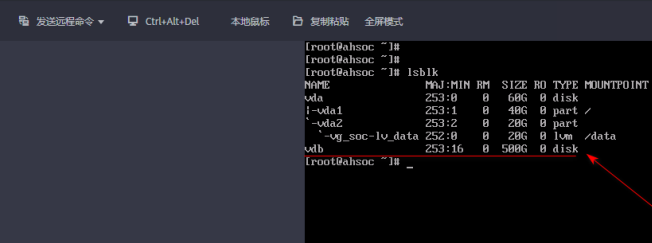 发送远程命令 Ctrl+Alt+Del 本地鼠标 复制粘贴 全屏模式
[root@ahsoc ~]#
[root@ahsoc ~]#
[root@ahsoc ~]# lsblk
NAME MAJ:MIN RM SIZE RO TYPE MOUNTPOINT
vda 253:0 0 60G 0 disk
|-vda1 253:1 0 40G 0 part /
`-vda2 253:2 0 20G 0 part
`-vg_soc-lv_data 252:0 0 20G 0 lvm /data
vdb 253:16 0 500G 0 disk
[root@ahsoc ~]# _